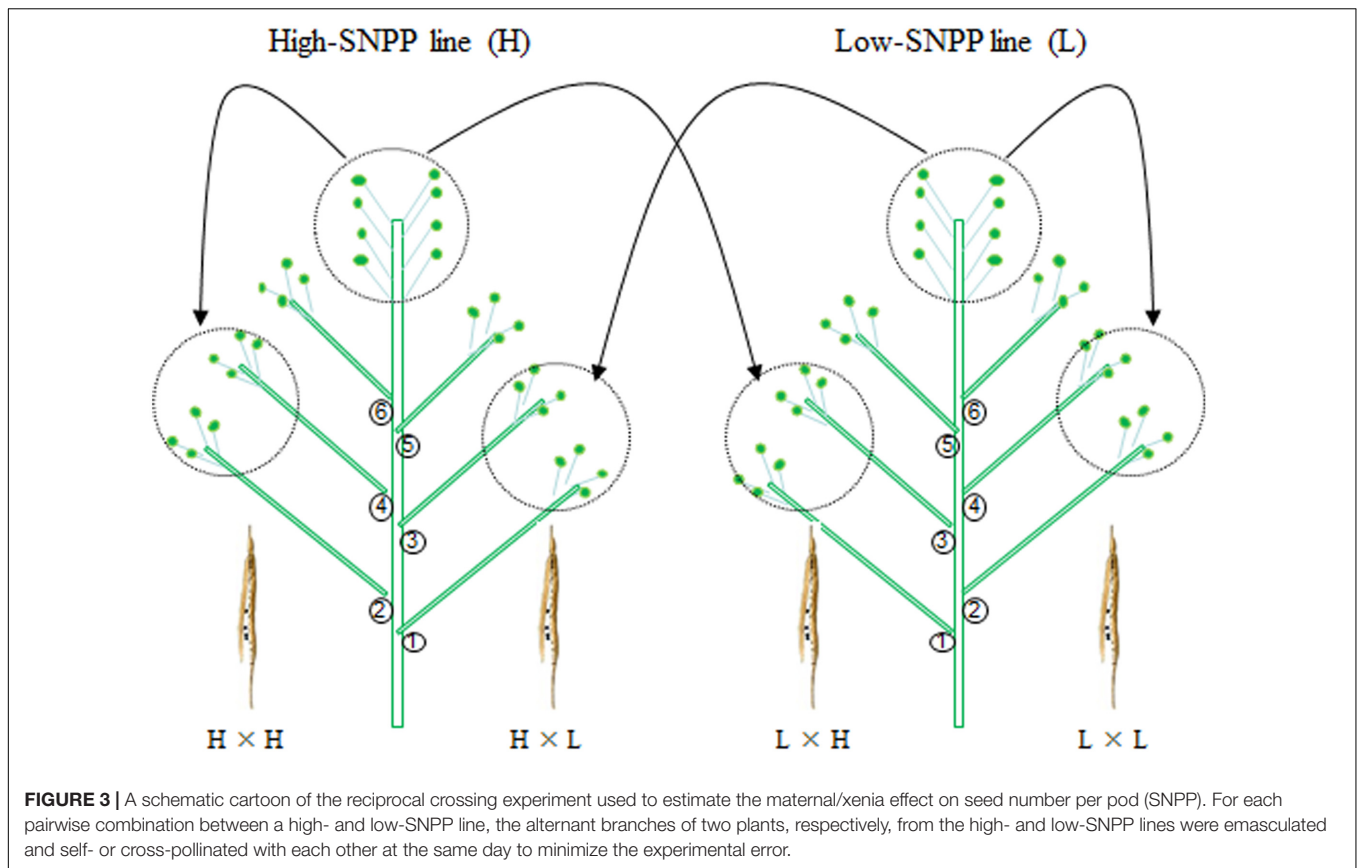 High-SNPP line (H)
Low-SNPP line (L)
⑥
⑤
④
③
②
①
⑥
⑤
④
③
②
①
H × H
H × L
L × H
L × L
FIGURE 3 | A schematic cartoon of the reciprocal crossing experiment used to estimate the maternal/xenia effect on seed number per pod (SNPP). For each
pairwise combination between a high- and low-SNPP line, the alternant branches of two plants, respectively, from the high- and low-SNPP lines were emasculated
and self- or cross-pollinated with each other at the same day to minimize the experimental error.